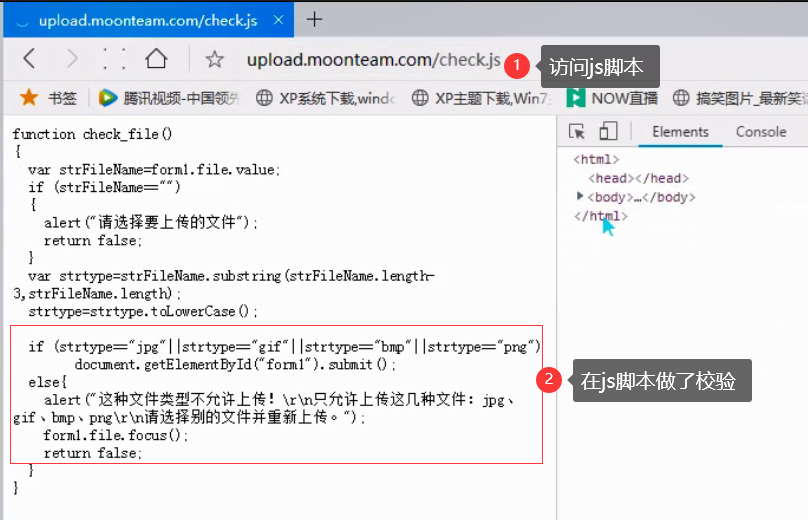 upload.moonteam.com/check.js
upload.moonteam.com/check.js
1 访问js脚本
书签 腾讯视频-中国领先 XP系统下载,windo XP主题下载,Win7 NOW直播 搞笑图片_最新笑话
function check_file()
{
var strFileName=form1.file.value;
if (strFileName=="")
{
alert("请选择要上传的文件");
return false;
}
var strtype=strFileName.substring(strFileName.length-
3,strFileName.length);
strtype=strtype.toLowerCase();
if (strtype=="jpg"||strtype=="gif"||strtype=="bmp"||strtype=="png")
document.getElementById("form1").submit();
else{
alert("这种文件类型不允许上传！\r\n只允许上传这几种文件：jpg、
gif、bmp、png\r\n请选择别的文件并重新上传。");
form1.file.focus();
return false;
}
}
Elements Console
<html>
<head></head>
<body>…</body>
</html>
2 在js脚本做了校验